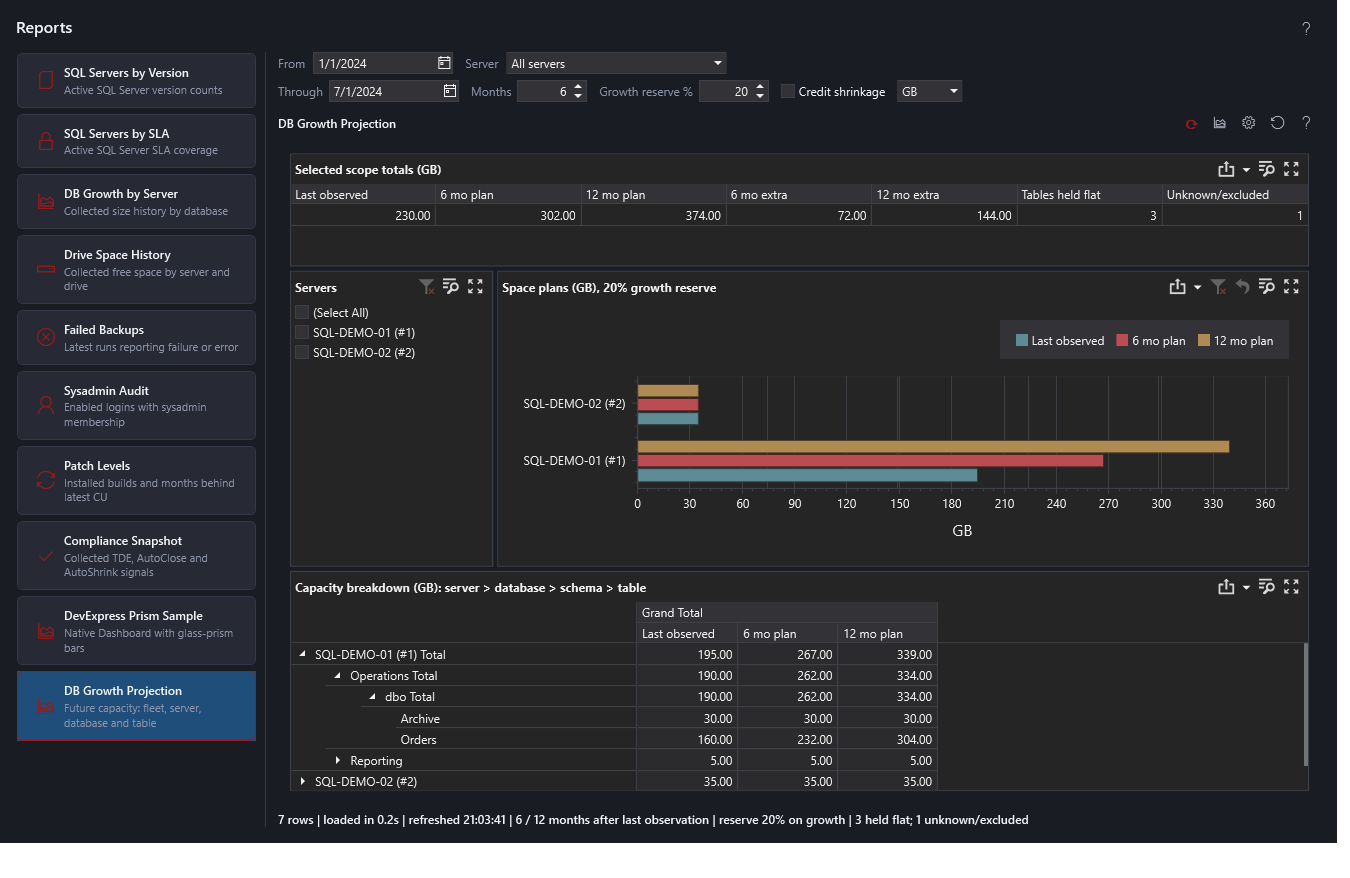 Reports
?
SQL Servers by Version
Active SQL Server version counts
SQL Servers by SLA
Active SQL Server SLA coverage
DB Growth by Server
Collected size history by database
Drive Space History
Collected free space by server and
drive
Failed Backups
Latest runs reporting failure or error
Sysadmin Audit
Enabled logins with sysadmin
membership
Patch Levels
Installed builds and months behind
latest CU
Compliance Snapshot
Collected TDE, AutoClose and
AutoShrink signals
DevExpress Prism Sample
Native Dashboard with glass-prism
bars
DB Growth Projection
Future capacity: fleet, server,
database and table
From 1/1/2024 Server All servers
Through 7/1/2024 Months 6 Growth reserve % 20 Credit shrinkage GB
DB Growth Projection ?
Selected scope totals (GB)
Last observed 6 mo plan 12 mo plan 6 mo extra 12 mo extra Tables held flat Unknown/excluded
230.00 302.00 374.00 72.00 144.00 3 1
Servers
(Select All)
SQL-DEMO-01 (#1)
SQL-DEMO-02 (#2)
Space plans (GB), 20% growth reserve
Last observed 6 mo plan 12 mo plan
SQL-DEMO-02 (#2)
SQL-DEMO-01 (#1)
0 30 60 90 120 150 180 210 240 270 300 330 360
GB
Capacity breakdown (GB): server > database > schema > table
Grand Total
Last observed 6 mo plan 12 mo plan
SQL-DEMO-01 (#1) Total 195.00 267.00 339.00
Operations Total 190.00 262.00 334.00
dbo Total 190.00 262.00 334.00
Archive 30.00 30.00 30.00
Orders 160.00 232.00 304.00
Reporting 5.00 5.00 5.00
SQL-DEMO-02 (#2) 35.00 35.00 35.00
7 rows | loaded in 0.2s | refreshed 21:03:41 | 6 / 12 months after last observation | reserve 20% on growth | 3 held flat; 1 unknown/excluded